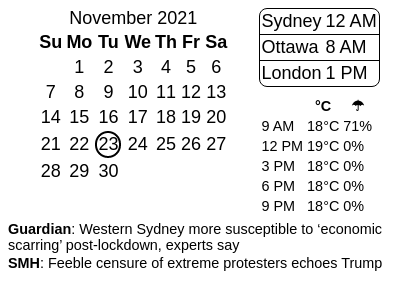 November 2021
Su Mo Tu We Th Fr Sa
1 2 3 4 5 6
7 8 9 10 11 12 13
14 15 16 17 18 19 20
21 22 23 24 25 26 27
28 29 30
Sydney 12 AM
Ottawa 8 AM
London 1 PM
°C ☂
9 AM 18°C 71%
12 PM 19°C 0%
3 PM 18°C 0%
6 PM 18°C 0%
9 PM 18°C 0%
Guardian: Western Sydney more susceptible to ‘economic
scarring’ post-lockdown, experts say
SMH: Feeble censure of extreme protesters echoes Trump